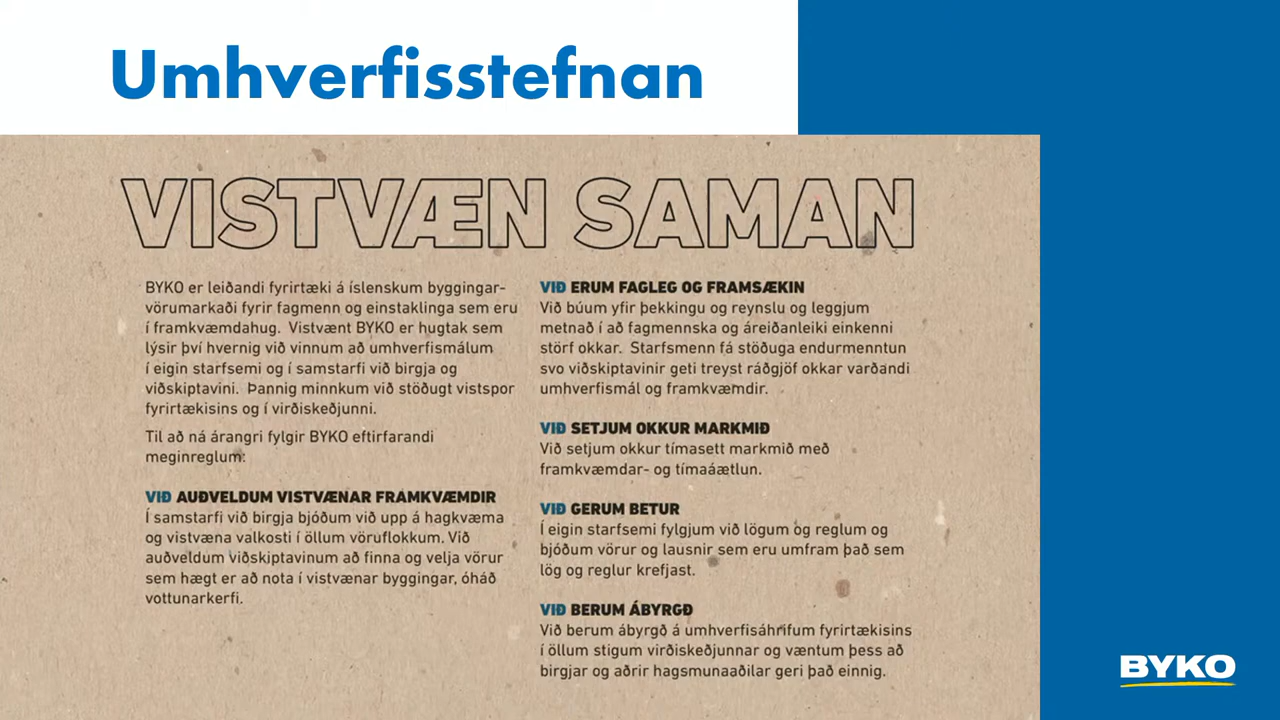 Umhverfisstefnan
VISTVÆN SAMAN
BYKO er leiðandi fyrirtæki á íslenskum byggingar-
vörumarkaði fyrir fagmenn og einstaklinga sem eru
í framkvæmdahug. Vistvænt BYKO er hugtak sem
lýsir því hvernig við vinnum að umhverfismálum
í eigin starfsemi og í samstarfi við birgja og
viðskiptavini. Þannig minnkum við stöðugt vistspor
fyrirtækisins og í virðiskeðjunni.
Til að ná árangri fylgir BYKO eftirfarandi
meginreglum:
VIÐ AUÐVELDUM VISTVÆNAR FRAMKVÆMDIR
Í samstarfi við birgja bjóðum við upp á hagkvæma
og vistvæna valkosti í öllum vöruflokkum. Við
auðveldum viðskiptavinum að finna og velja vörur
sem hægt er að nota í vistvænar byggingar, óháð
vottunarkerfi.
VIÐ ERUM FAGLEG OG FRAMSÆKIN
Við búum yfir þekkingu og reynslu og leggjum
metnað í að fagmennska og áreiðanleiki einkenni
störf okkar. Starfsmenn fá stöðuga endurmenntun
svo viðskiptavinir geti treyst ráðgjöf okkar varðandi
umhverfismál og framkvæmdir.
VIÐ SETJUM OKKUR MARKMIÐ
Við setjum okkur tímasett markmið með
framkvæmdar- og tímaáætlun.
VIÐ GERUM BETUR
Í eigin starfsemi fylgjum við lögum og reglum og
bjóðum vörur og lausnir sem eru umfram það sem
lög og reglur krefjast.
VIÐ BERUM ÁBYRGÐ
Við berum ábyrgð á umhverfisáhrifum fyrirtækisins
í öllum stigum virðiskeðjunnar og væntum þess að
birgjar og aðrir hagsmunaaðilar geri það einnig.
BYKO